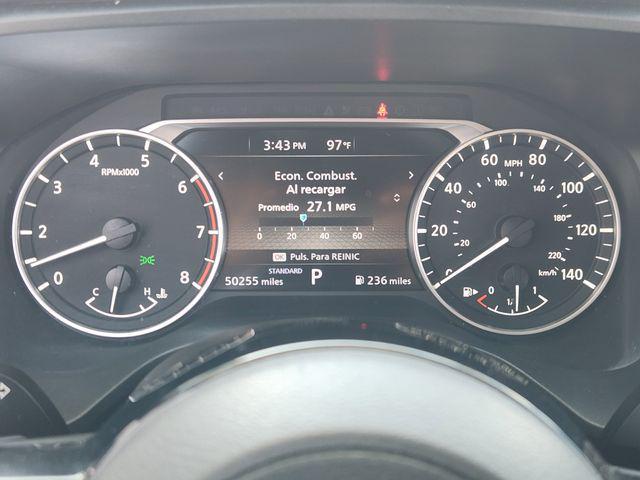 3:43 PM 97°F
Econ. Combust.
Al recargar
Promedio 27.1 MPG
0 20 40 60
OK Puls. Para REINIC
STANDARD
50255 miles P 236 miles
RPMx1000
0 2 3 4 5 6 7 8
C H
MPH
0 20 40 60 80 100 120 140
20 60 100 140 180 220
km/h
0 1